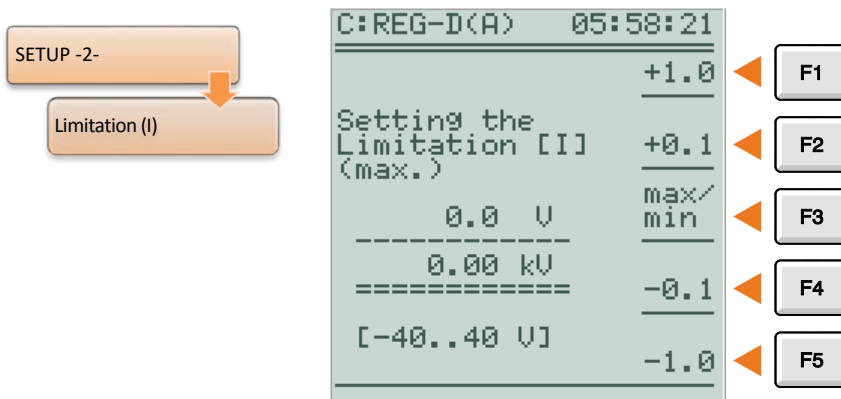 SETUP -2-
Limitation (I)
C:REG-D(A) 05:58:21
+1.0 F1
Setting the
Limitation [I] +0.1 F2
(max.)
max/
0.0 V min F3
------------
0.00 kV
============ -0.1 F4
[-40..40 V]
-1.0 F5